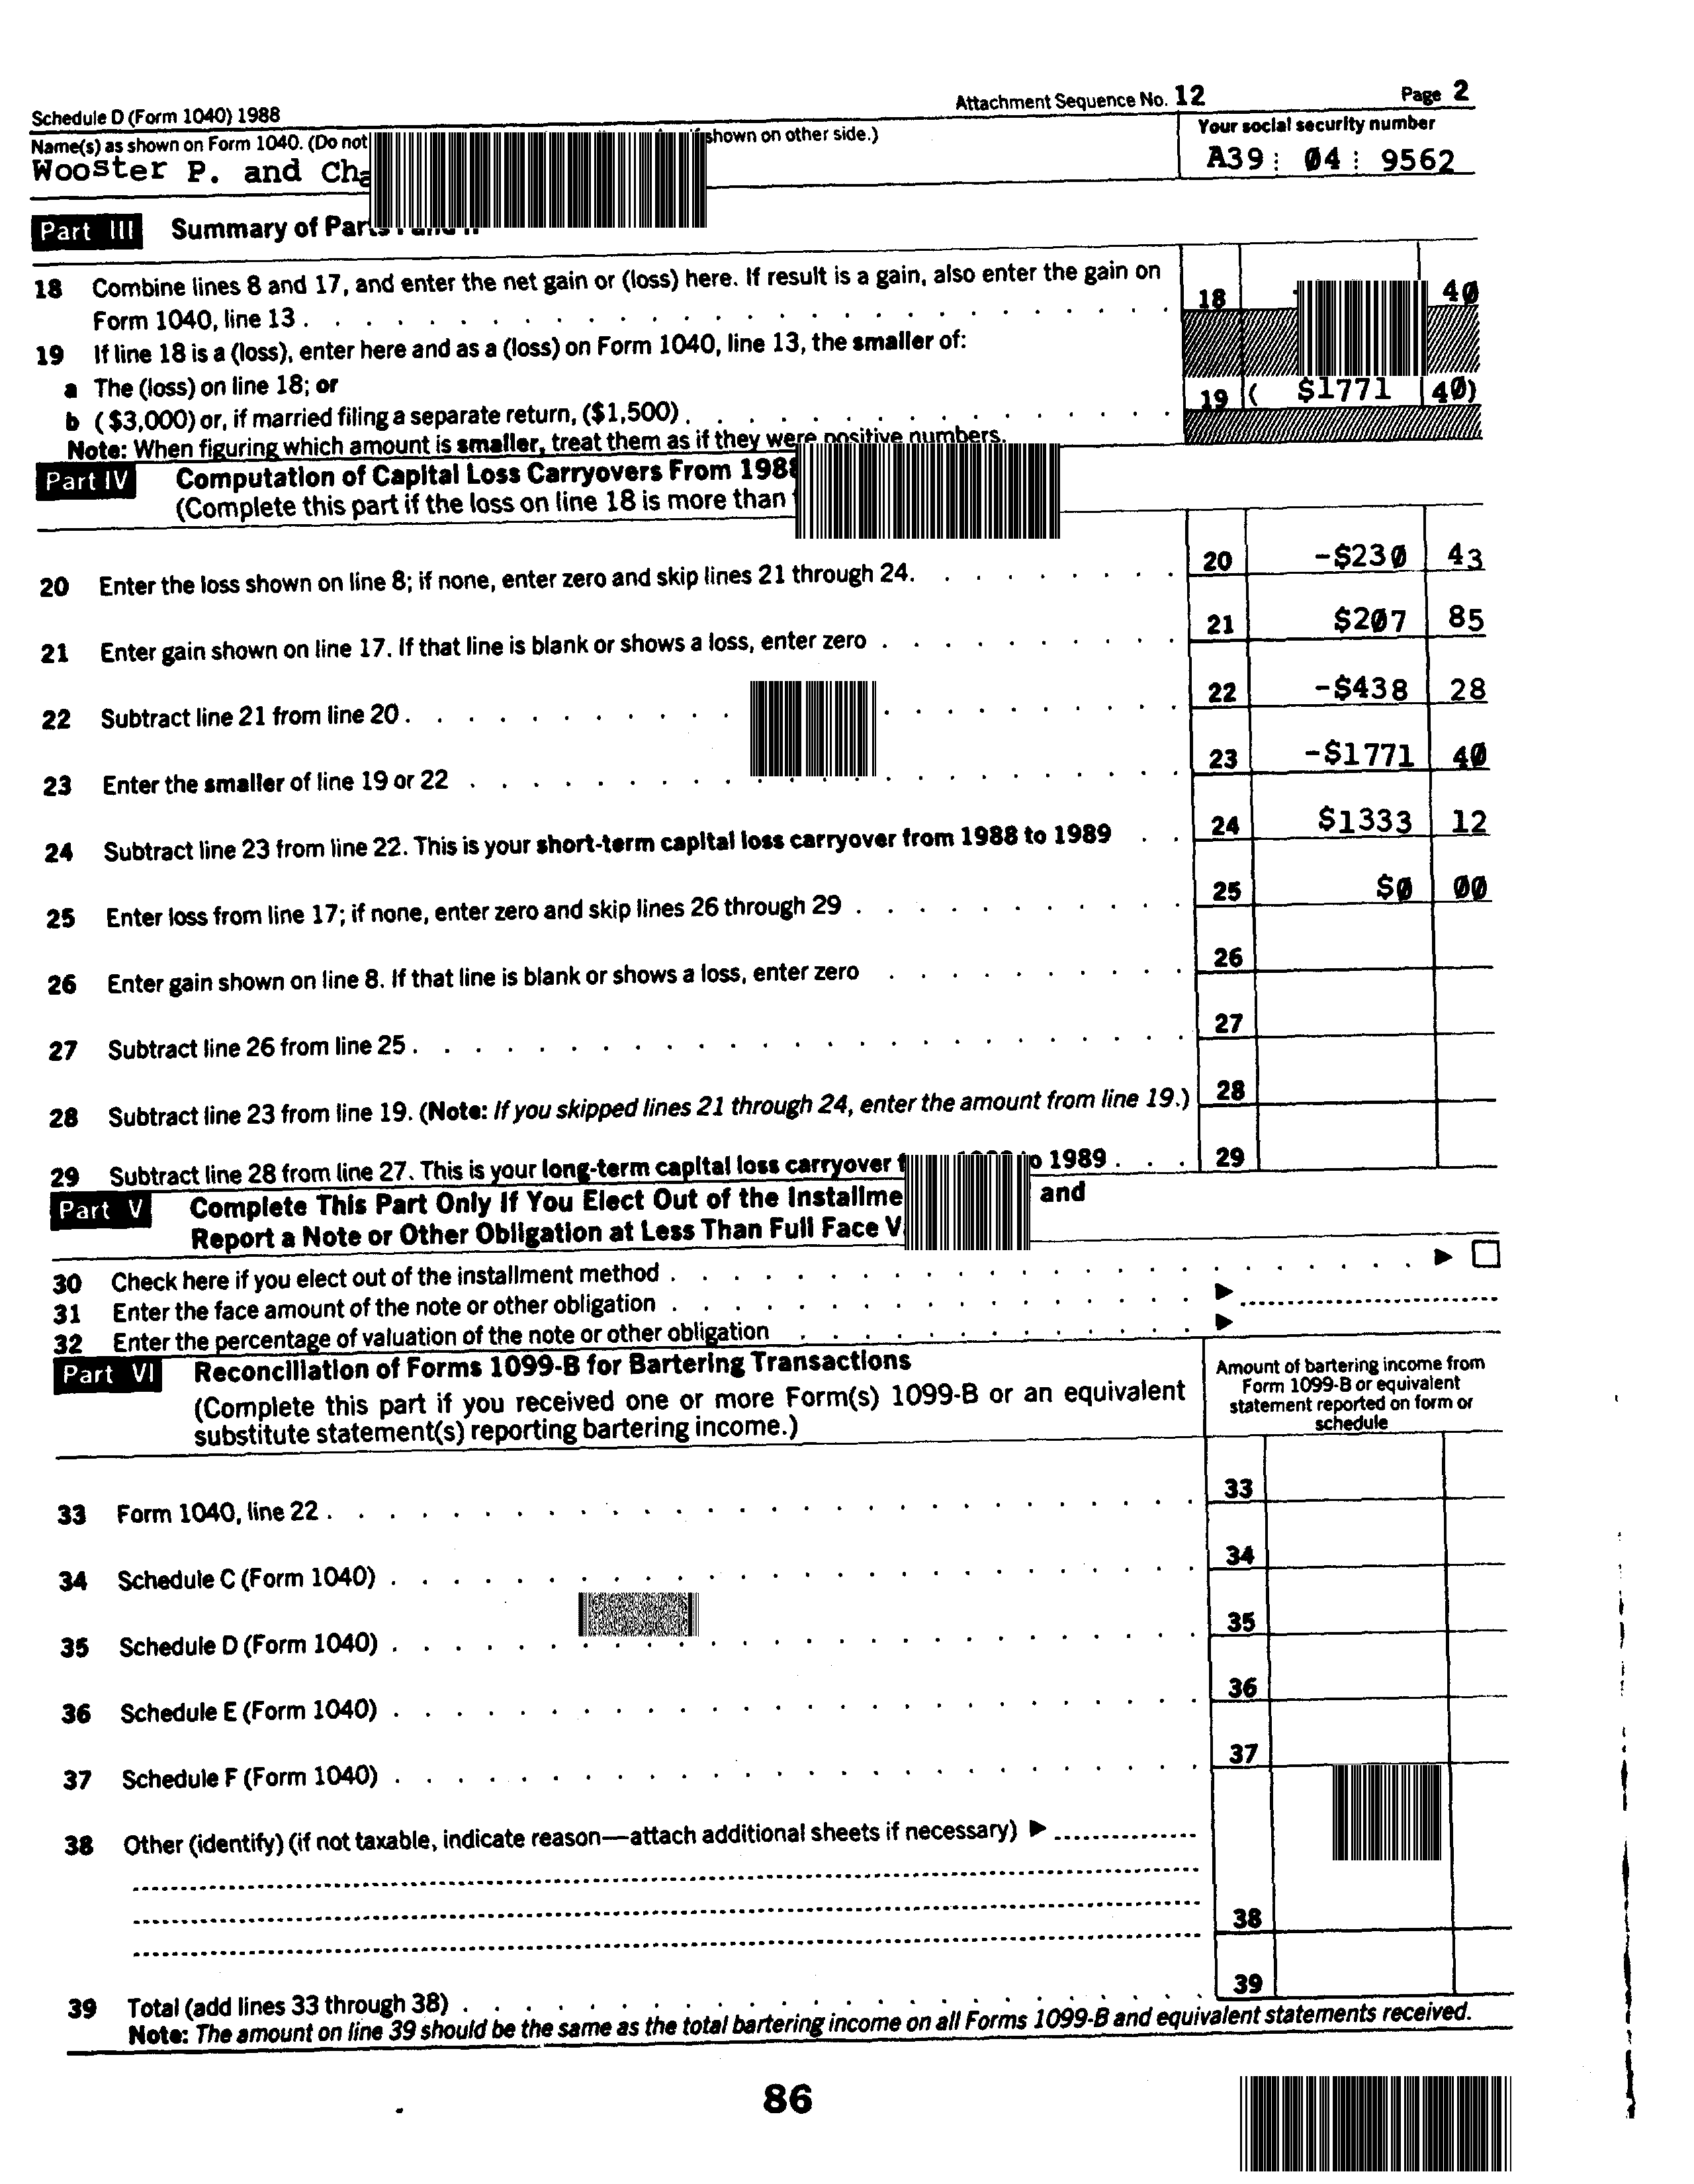 Schedule D (Form 1040) 1988 Attachment Sequence No. 12 Page 2
Name(s) as shown on Form 1040. (Do not shown on other side.) Your social security number
Wooster P. and A39 04 9562
Part III Summary of
18 Combine lines 8 and 17, and enter the net gain or (loss) here. If result is a gain, also enter the gain on
Form 1040, line 13 . . . . 18 40
19 If line 18 is a (loss), enter here and as a (loss) on Form 1040, line 13, the smaller of:
a The (loss) on line 18; or
b ($3,000) or, if married filing a separate return, ($1,500) . . . . 19 ( $1771 40)
Note: When figuring which amount is smaller, treat them as if they were positive numbers.
Part IV Computation of Capital Loss Carryovers From
(Complete this part if the loss on line 18 is more than
20 Enter the loss shown on line 8; if none, enter zero and skip lines 21 through 24. . . . . 20 -$230 43
21 Enter gain shown on line 17. If that line is blank or shows a loss, enter zero . . . . 21 $207 85
22 Subtract line 21 from line 20 . . . . 22 -$438 28
23 Enter the smaller of line 19 or 22 . . . . 23 -$1771 40
24 Subtract line 23 from line 22. This is your short-term capital loss carryover from 1988 to 1989 . . 24 $1333 12
25 Enter loss from line 17; if none, enter zero and skip lines 26 through 29 . . . . 25 $0 00
26 Enter gain shown on line 8. If that line is blank or shows a loss, enter zero . . . . 26
27 Subtract line 26 from line 25 . . . . 27
28 Subtract line 23 from line 19. (Note: If you skipped lines 21 through 24, enter the amount from line 19.) 28
29 Subtract line 28 from line 27. This is your long-term capital loss carryover 1989 . . . 29
Part V Complete This Part Only If You Elect Out of the and
Report a Note or Other Obligation at Less Than Full Face
30 Check here if you elect out of the installment method . . . . ▶ ☐
31 Enter the face amount of the note or other obligation . . . . ▶
32 Enter the percentage of valuation of the note or other obligation . . . . ▶
Part VI Reconciliation of Forms 1099-B for Bartering Transactions
(Complete this part if you received one or more Form(s) 1099-B or an equivalent
substitute statement(s) reporting bartering income.)
Amount of bartering income from
Form 1099-B or equivalent
statement reported on form or
schedule
33 Form 1040, line 22 . . . . 33
34 Schedule C (Form 1040) . . . . 34
35 Schedule D (Form 1040) . . . . 35
36 Schedule E (Form 1040) . . . . 36
37 Schedule F (Form 1040) . . . . 37
38 Other (identify) (if not taxable, indicate reason—attach additional sheets if necessary) ▶
38
39 Total (add lines 33 through 38) . . . . 39
Note: The amount on line 39 should be the same as the total bartering income on all Forms 1099-B and equivalent statements received.
86